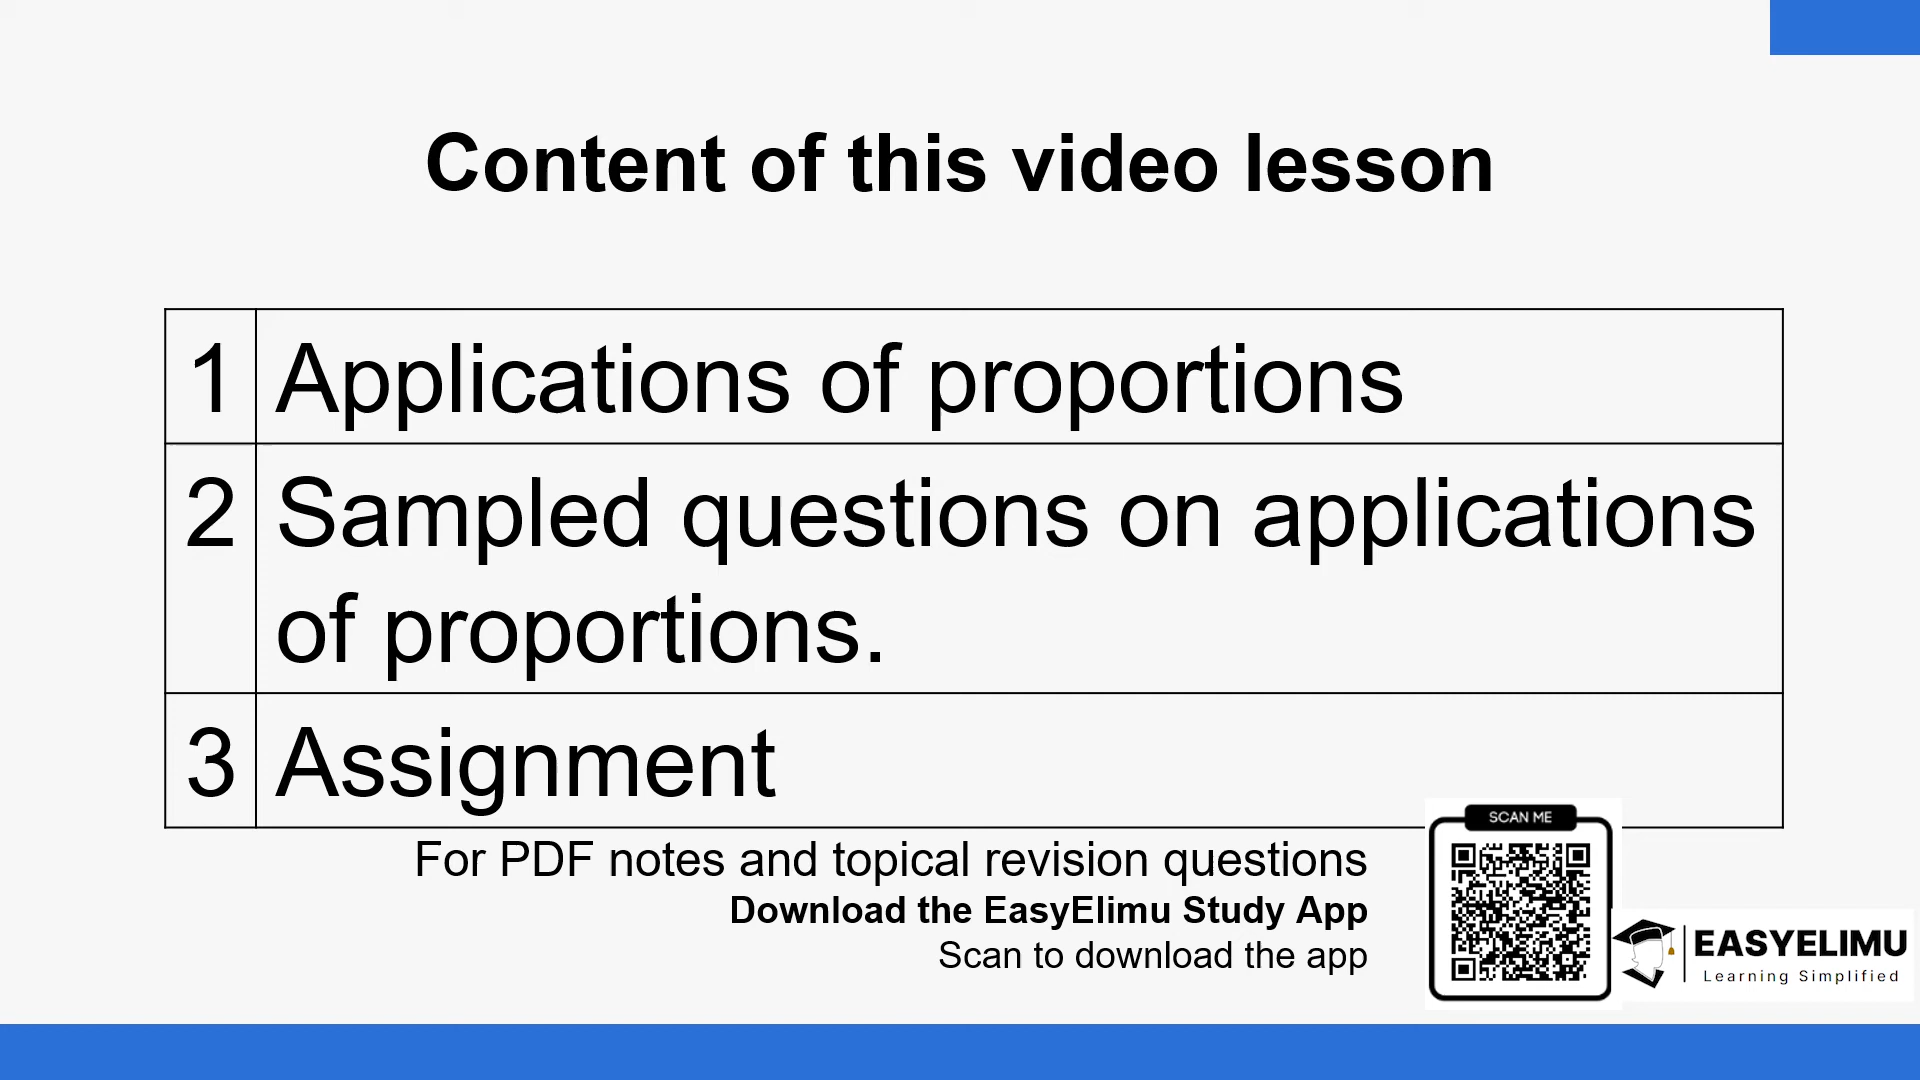 Content of this video lesson
1 Applications of proportions
2 Sampled questions on applications
of proportions.
3 Assignment
For PDF notes and topical revision questions
Download the EasyElimu Study App
Scan to download the app
SCAN ME
EASYELIMU
Learning Simplified